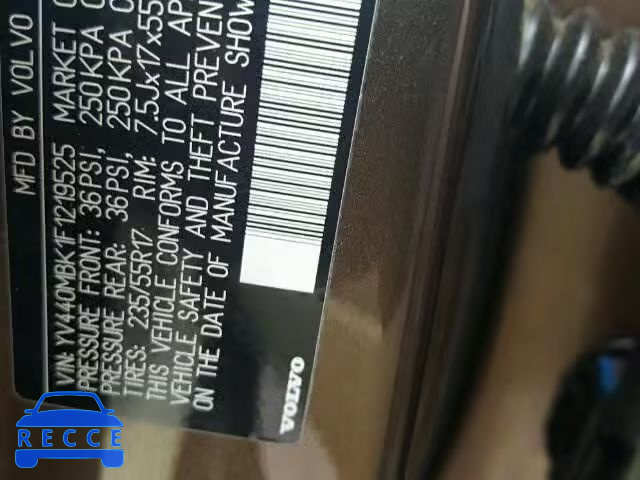 MFD BY VOLVO
VIN: YV440MBK1F1219525 MARKET
PRESSURE FRONT: 36PSI, 250KPA
PRESSURE REAR: 36PSI, 250KPA
TIRES: 235/55R17 RIM: 7.5Jx17x55
THIS VEHICLE CONFORMS TO ALL AP
VEHICLE SAFETY AND THEFT PREVEN
ON THE DATE OF MANUFACTURE SHOW
VOLVO
RECCE